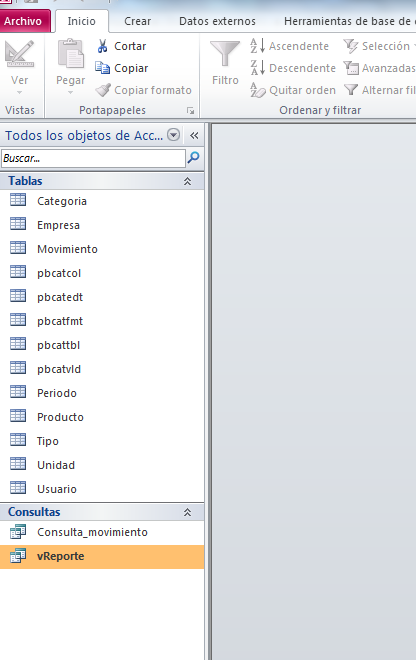 Archivo Inicio Crear Datos externos Herramientas de base de
Ver
Pegar
Cortar
Copiar
Copiar formato
Filtro
Ascendente
Descendente
Quitar orden
Selección
Avanzadas
Alternar fil
Vistas Portapapeles Ordenar y filtrar
Todos los objetos de Acc...
Buscar...
Tablas
Categoria
Empresa
Movimiento
pbcatcol
pbcatedt
pbcatfmt
pbcattbl
pbcatvld
Periodo
Producto
Tipo
Unidad
Usuario
Consultas
Consulta_movimiento
vReporte